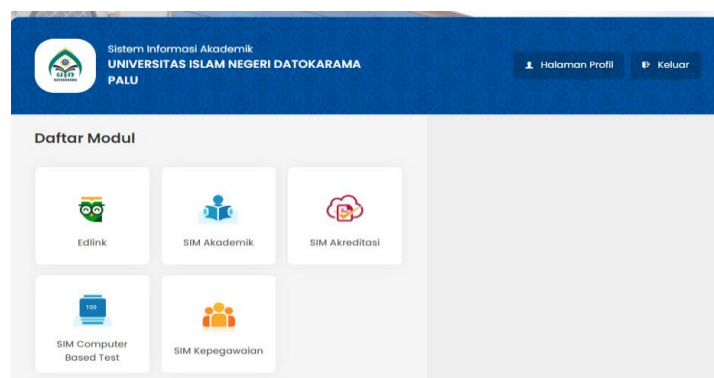 Sistem Informasi Akademik
UNIVERSITAS ISLAM NEGERI DATOKARAMA
PALU
Halaman Profil
Keluar
Daftar Modul
Edlink
SIM Akademik
SIM Akreditasi
100
SIM Computer
Based Test
SIM Kepegawaian